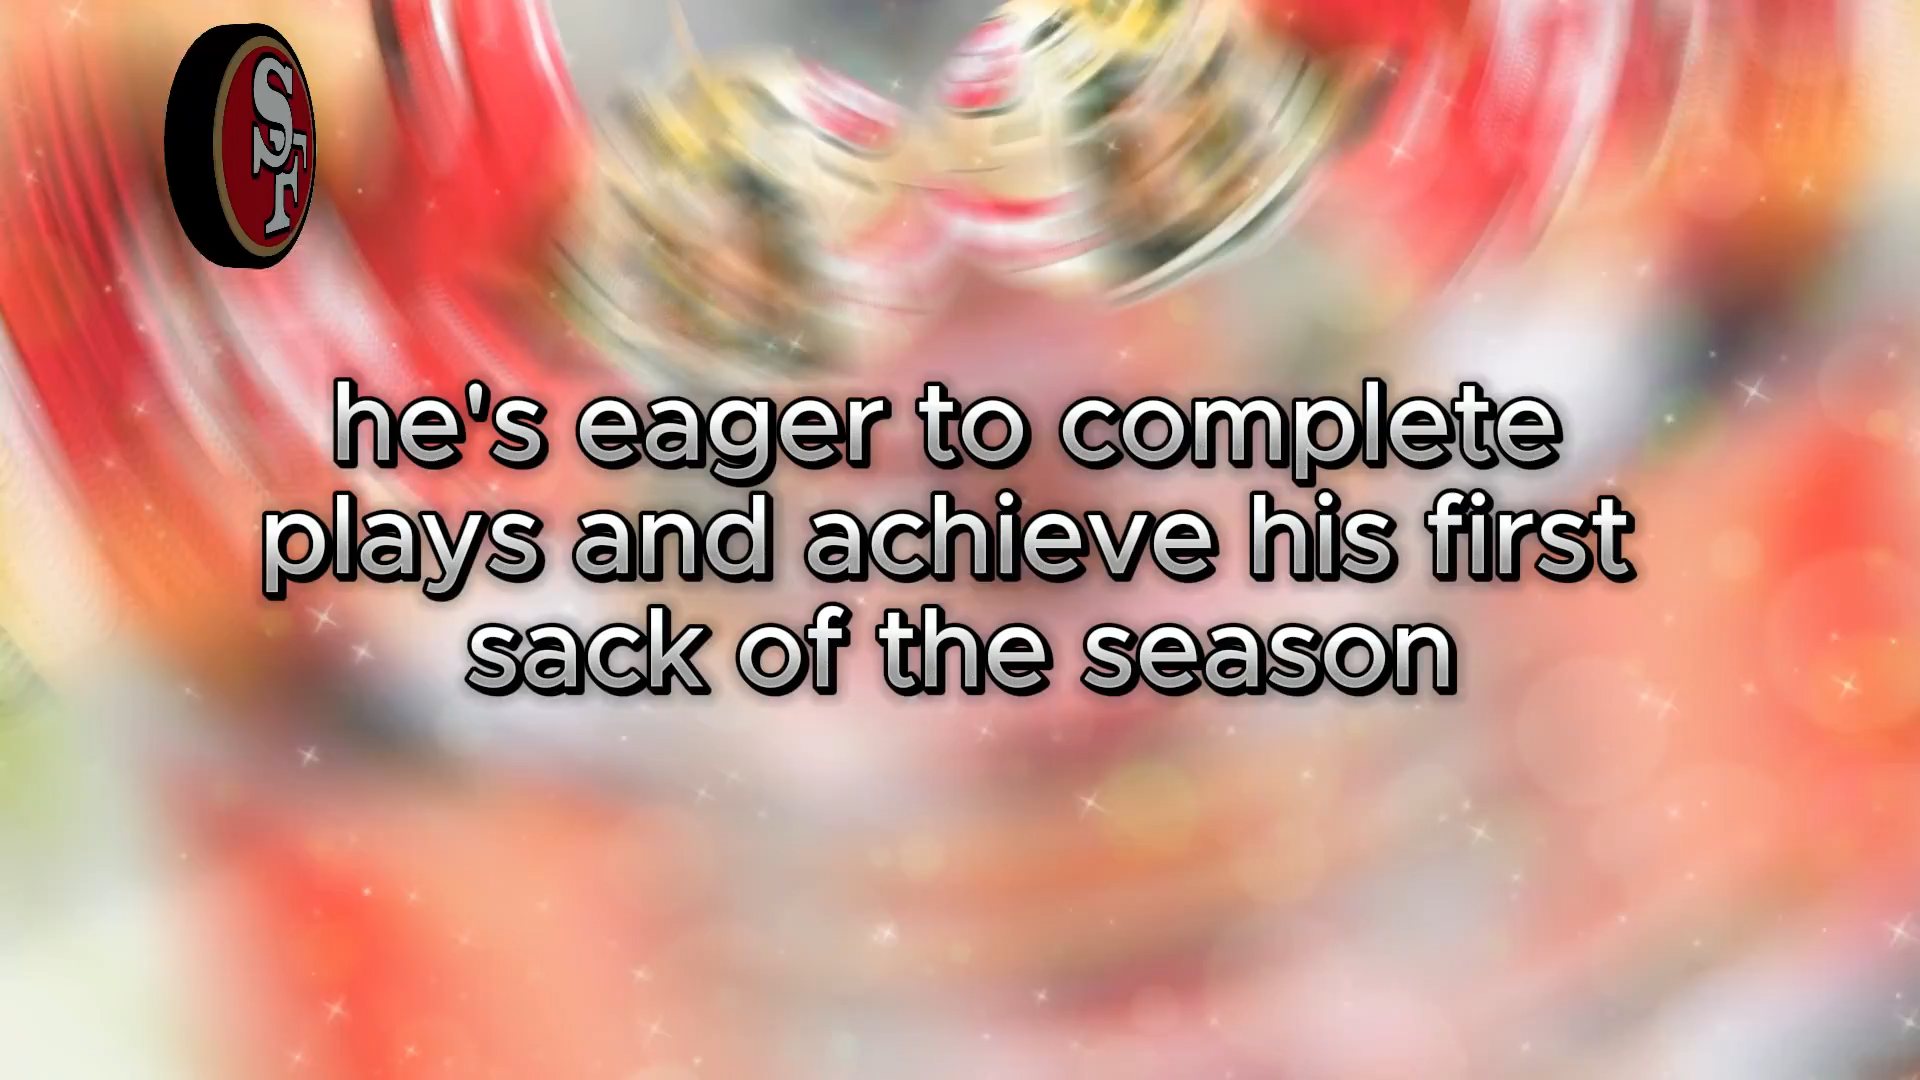 SF
he's eager to complete
plays and achieve his first
sack of the season